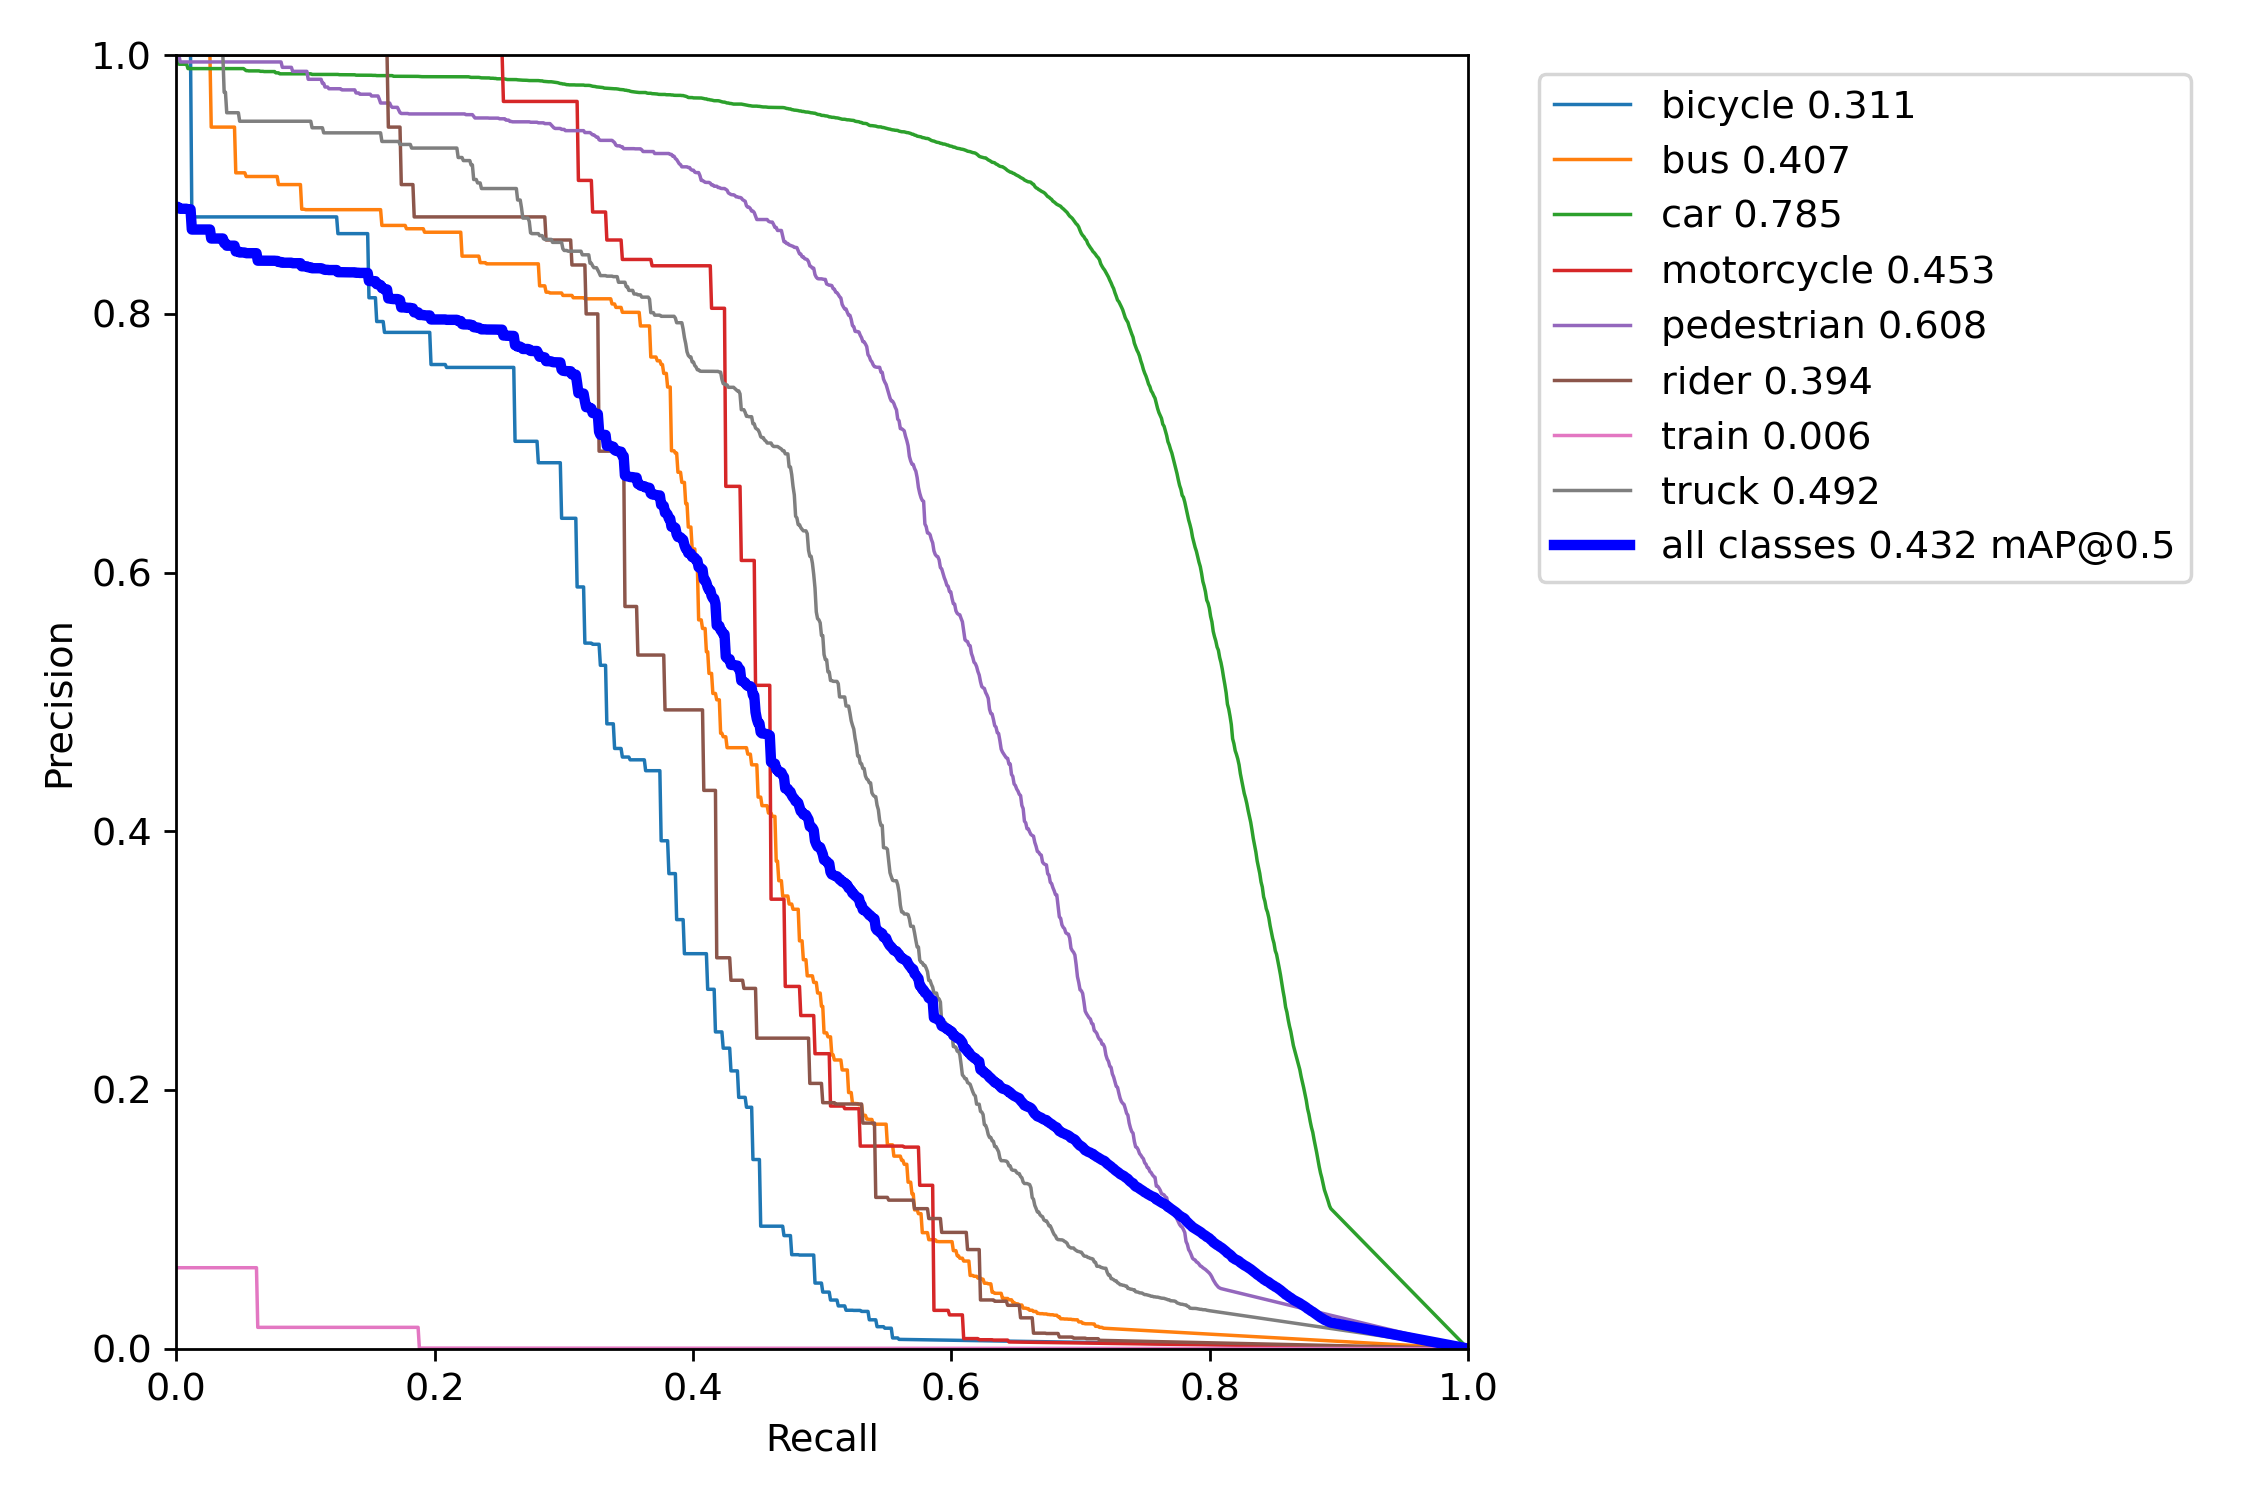 1.0
0.8
0.6
0.4
0.2
0.0
Precision
0.0 0.2 0.4 0.6 0.8 1.0
Recall
bicycle 0.311
bus 0.407
car 0.785
motorcycle 0.453
pedestrian 0.608
rider 0.394
train 0.006
truck 0.492
all classes 0.432 mAP@0.5